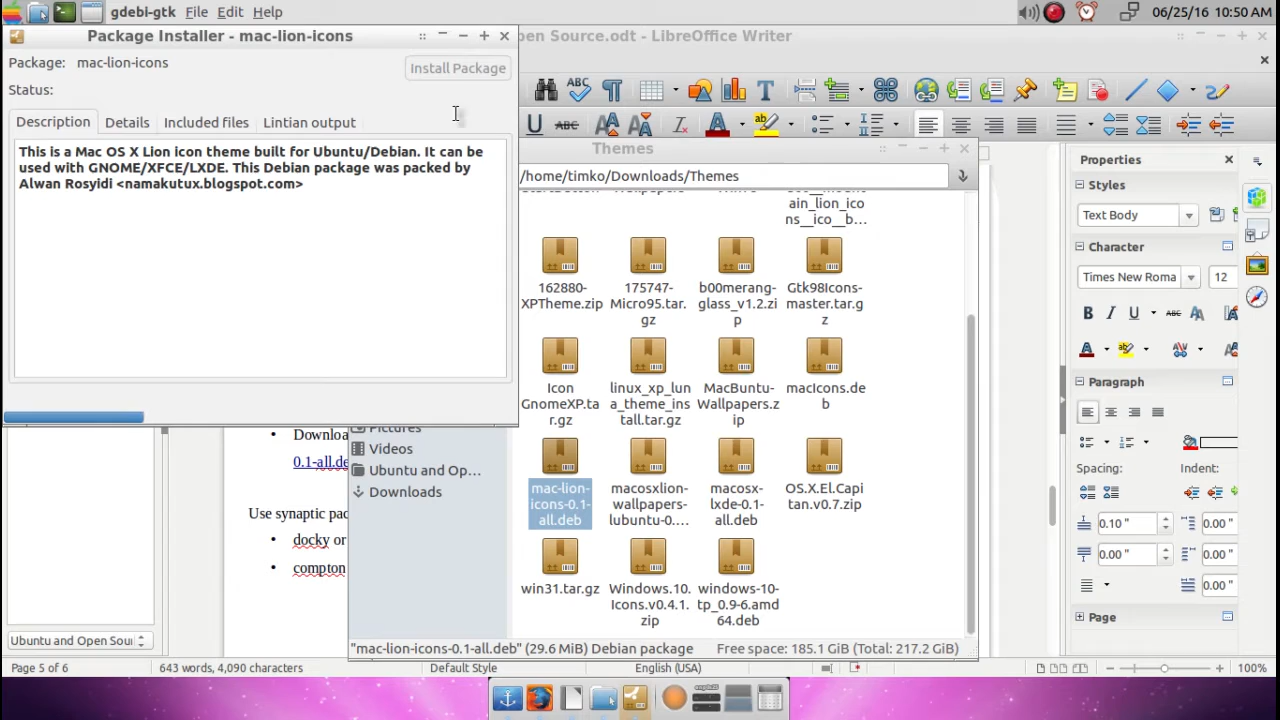 gdebi-gtk File Edit Help
06/25/16 10:50 AM
Package Installer - mac-lion-icons
Package: mac-lion-icons
Install Package
Status:
Description Details Included files Lintian output
This is a Mac OS X Lion icon theme built for Ubuntu/Debian. It can be
used with GNOME/XFCE/LXDE. This Debian package was packed by
Alwan Rosyidi <namakutux.blogspot.com>
pen Source.odt - LibreOffice Writer
Themes
/home/timko/Downloads/Themes
ain_lion_ico
ns__ico__b...
162880-
XPTheme.zip
175747-
Micro95.tar.
gz
b00merang-
glass_v1.2.zi
p
Gtk98Icons-
master.tar.g
z
Icon
GnomeXP.ta
r.gz
linux_xp_lun
a_theme_ins
tall.tar.gz
MacBuntu-
Wallpapers.z
ip
macIcons.de
b
mac-lion-
icons-0.1-
all.deb
macosxlion-
wallpapers-
lubuntu-0....
macosx-
lxde-0.1-
all.deb
OS.X.El.Capi
tan.v0.7.zip
win31.tar.gz
Windows.10.
Icons.v0.4.1.
zip
windows-10-
tp_0.9-6.amd
64.deb
Pictures
Videos
Ubuntu and Op...
Downloads
"mac-lion-icons-0.1-all.deb" (29.6 MiB) Debian package
Free space: 185.1 GiB (Total: 217.2 GiB)
Downloa
0.1-all.de
Use synaptic pac
docky or
compton
Properties
Styles
Text Body
Character
Times New Roma
12
Paragraph
Spacing:
Indent:
0.10 "
0.00 "
0.00 "
0.00 "
0.00 "
Page
Ubuntu and Open Sour
Page 5 of 6
643 words, 4,090 characters
Default Style
English (USA)
100%